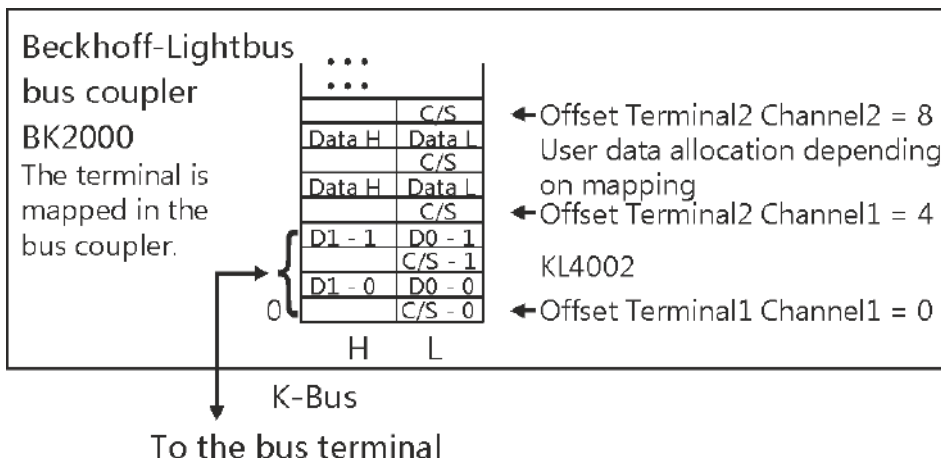 Beckhoff-Lightbus
bus coupler
BK2000
The terminal is
mapped in the
bus coupler.
•••
•••
C/S
Data H Data L
C/S
Data H Data L
C/S
D1 - 1 D0 - 1
C/S - 1
D1 - 0 D0 - 0
0 C/S - 0
H L
Offset Terminal2 Channel2 = 8
User data allocation depending
on mapping
Offset Terminal2 Channel1 = 4
KL4002
Offset Terminal1 Channel1 = 0
K-Bus
To the bus terminal